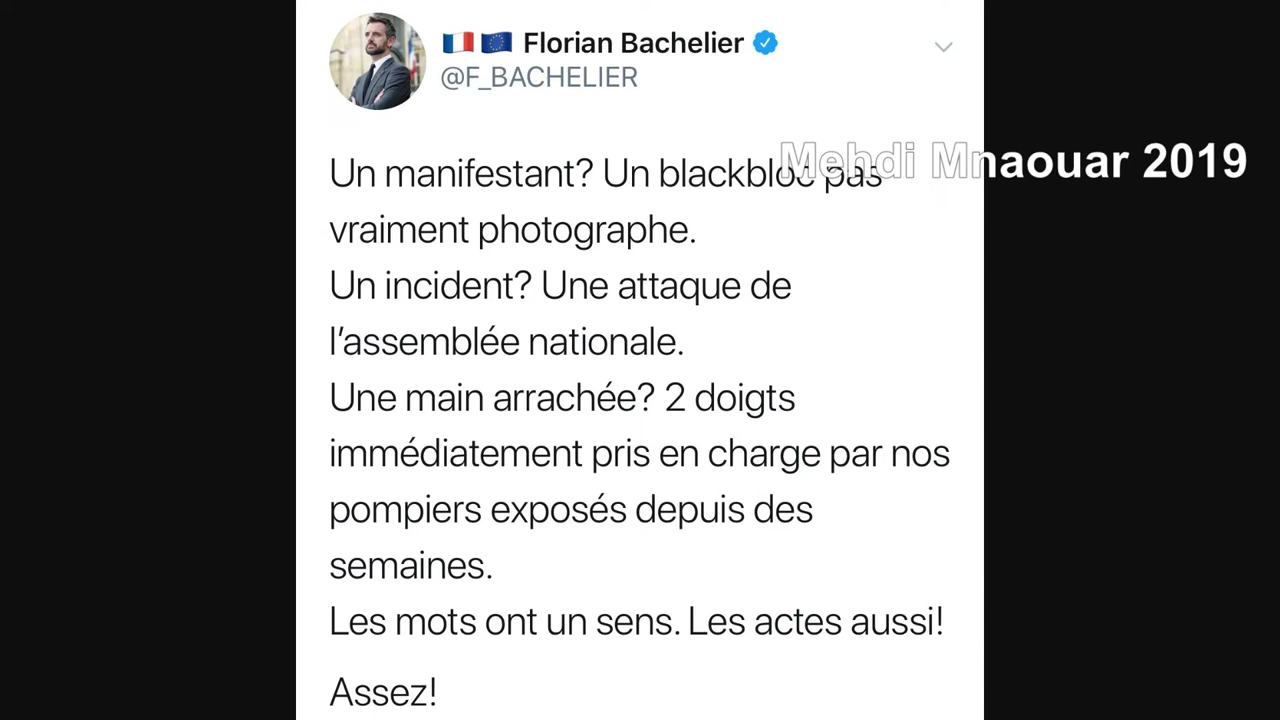 Florian Bachelier
@F_BACHELIER
Mehdi Mnaouar 2019
Un manifestant? Un blackbloc pas
vraiment photographe.
Un incident? Une attaque de
l’assemblée nationale.
Une main arrachée? 2 doigts
immédiatement pris en charge par nos
pompiers exposés depuis des
semaines.
Les mots ont un sens. Les actes aussi!
Assez!